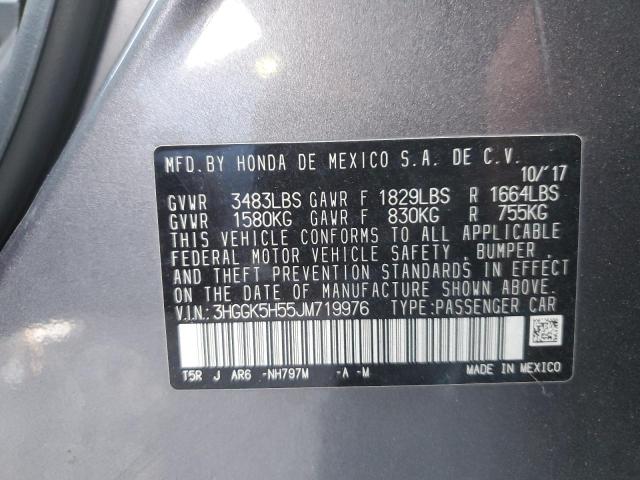 MFD. BY HONDA DE MEXICO S.A. DE C.V.
10/'17
GVWR 3483LBS GAWR F 1829LBS R 1664LBS
GVWR 1580KG GAWR F 830KG R 755KG
THIS VEHICLE CONFORMS TO ALL APPLICABLE
FEDERAL MOTOR VEHICLE SAFETY , BUMPER ,
AND THEFT PREVENTION STANDARDS IN EFFECT
ON THE DATE OF MANUFACTURE SHOWN ABOVE.
V.I.N: 3HGGK5H55JM719976 TYPE:PASSENGER CAR
T5R J AR6 -NH797M -A -M MADE IN MEXICO